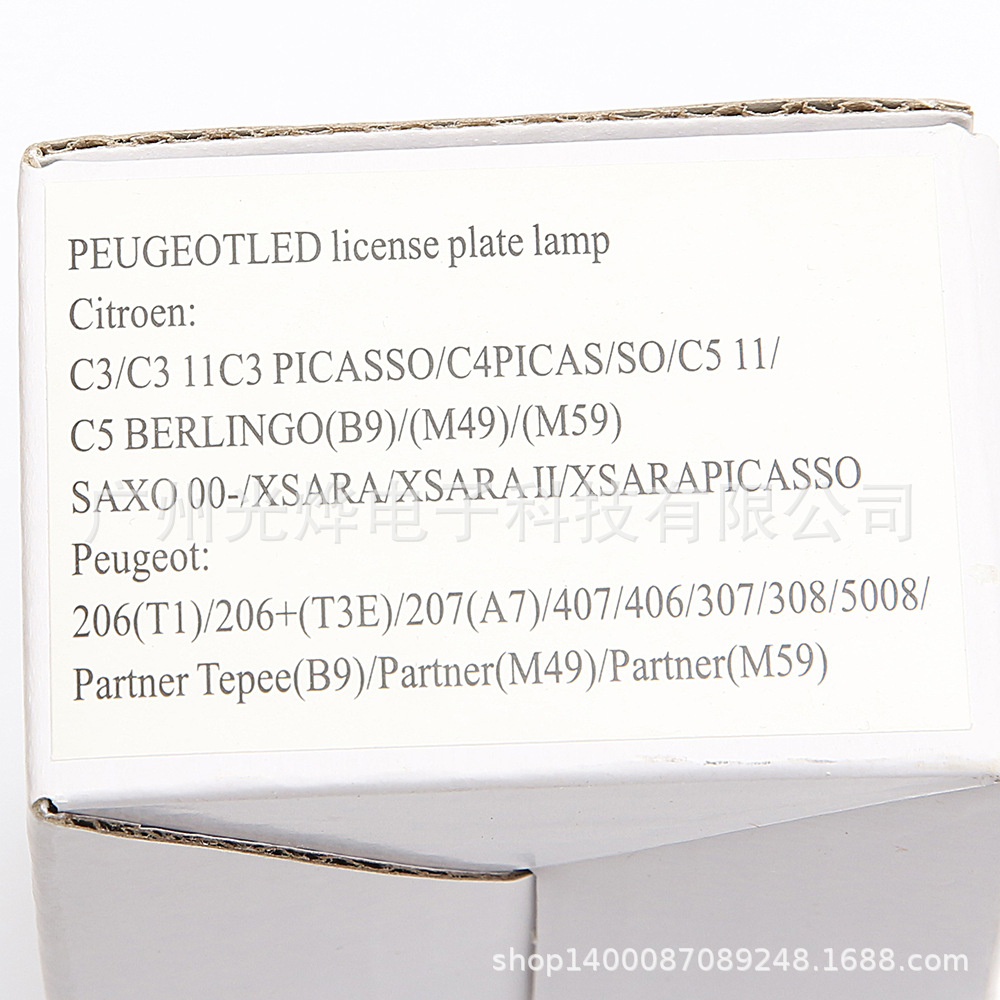 PEUGEOTLED license plate lamp
Citroen:
C3/C3 11C3 PICASSO/C4PICAS/SO/C5 11/
C5 BERLINGO(B9)/(M49)/(M59)
SAXO 00-/XSARA/XSARA II/XSARAPICASSO
广州光烨电子科技有限公司
Peugeot:
206(T1)/206+(T3E)/207(A7)/407/406/307/308/5008/
Partner Tepee(B9)/Partner(M49)/Partner(M59)
shop1400087089248.1688.com